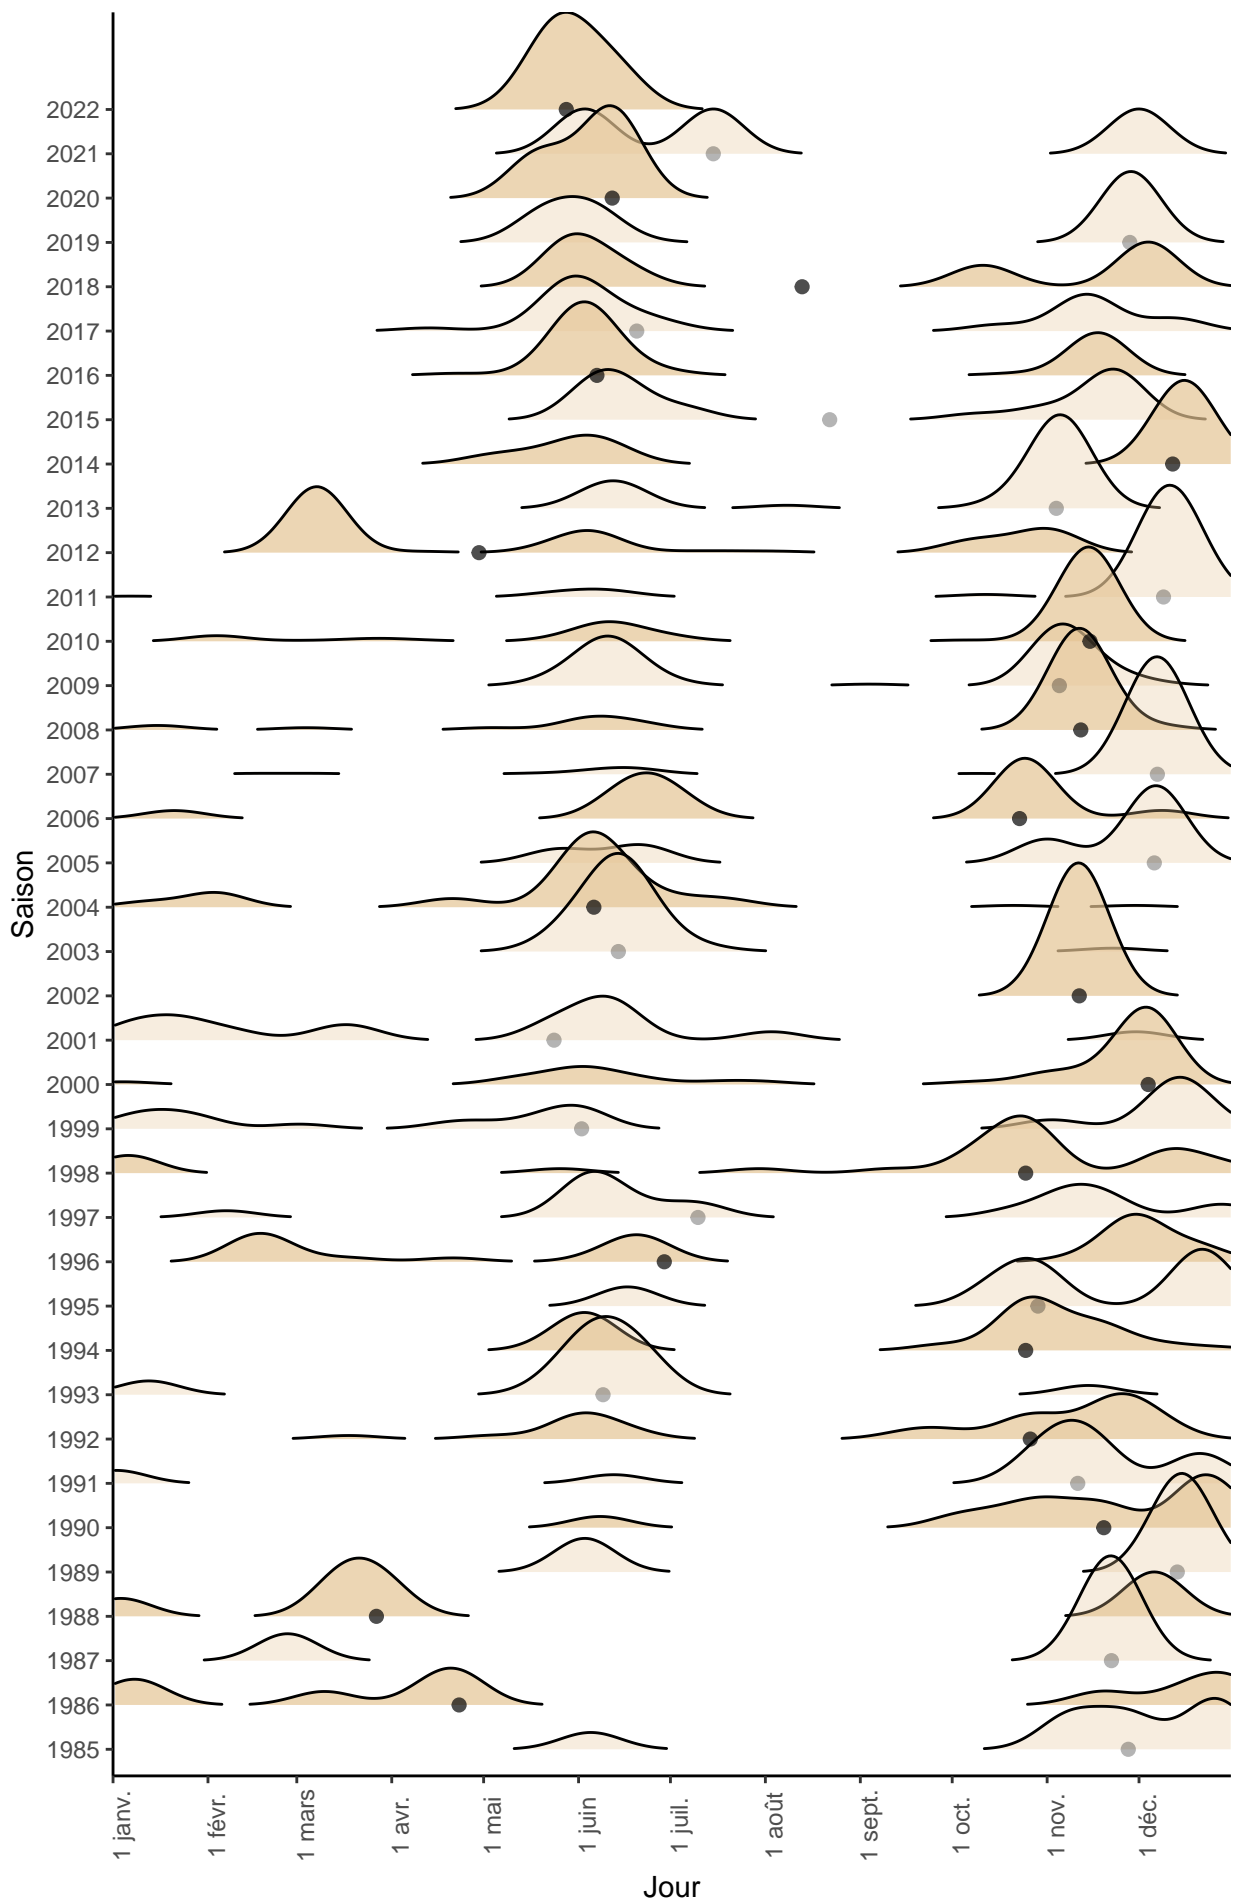 2022
2021
2020
2019
2018
2017
2016
2015
2014
2013
2012
2011
2010
2009
2008
2007
2006
2005
2004
2003
2002
2001
2000
1999
1998
1997
1996
1995
1994
1993
1992
1991
1990
1989
1988
1987
1986
1985
Saison
1 janv.
1 févr.
1 mars
1 avr.
1 mai
1 juin
1 juil.
1 août
1 sept.
1 oct.
1 nov.
1 déc.
Jour